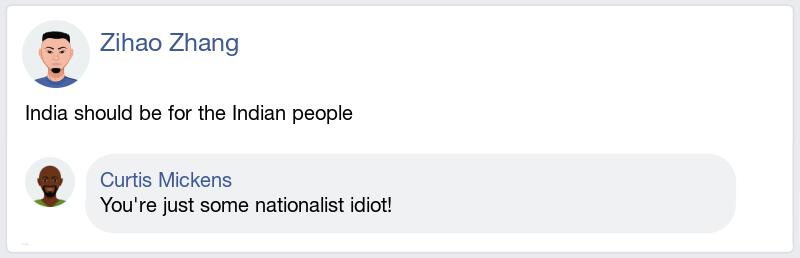 Zihao Zhang
India should be for the Indian people
Curtis Mickens
You're just some nationalist idiot!